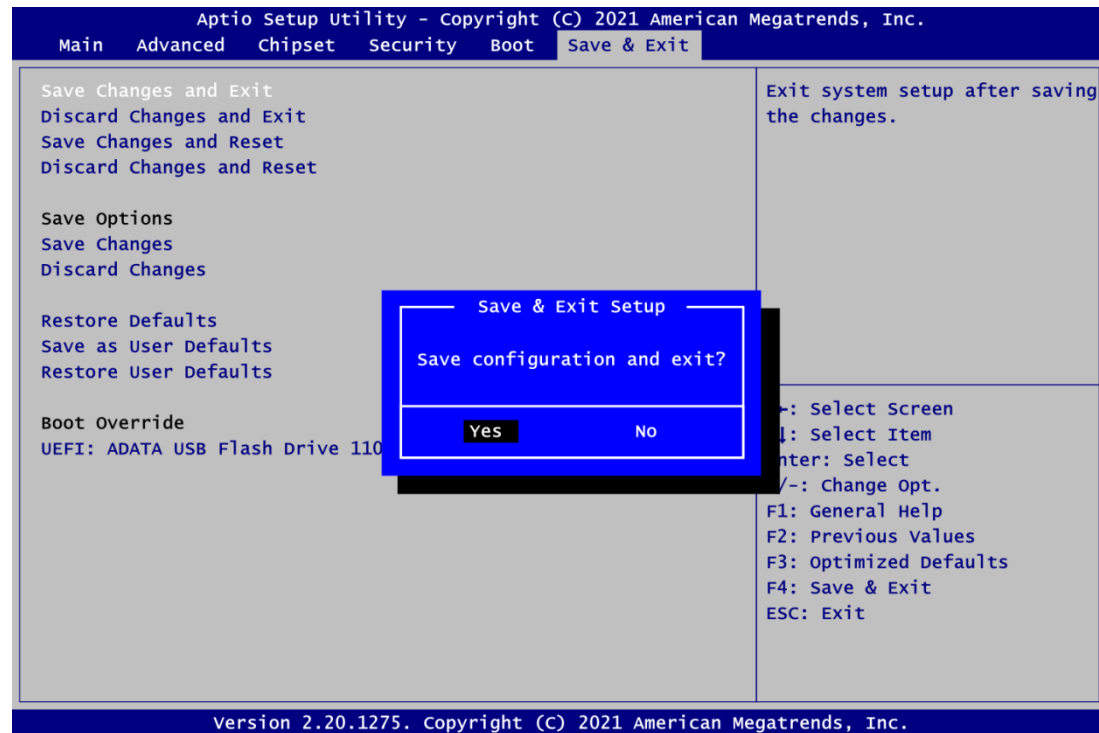 Aptio Setup Utility - Copyright (C) 2021 American Megatrends, Inc.
Main Advanced Chipset Security Boot Save & Exit
Save Changes and Exit
Discard Changes and Exit
Save Changes and Reset
Discard Changes and Reset
Save Options
Save Changes
Discard Changes
Restore Defaults
Save as User Defaults
Restore User Defaults
Boot Override
UEFI: ADATA USB Flash Drive 110
Save & Exit Setup
Save configuration and exit?
Yes No
Exit system setup after saving
the changes.
: Select Screen
: Select Item
nter: Select
/-: Change Opt.
F1: General Help
F2: Previous Values
F3: Optimized Defaults
F4: Save & Exit
ESC: Exit
Version 2.20.1275. Copyright (C) 2021 American Megatrends, Inc.